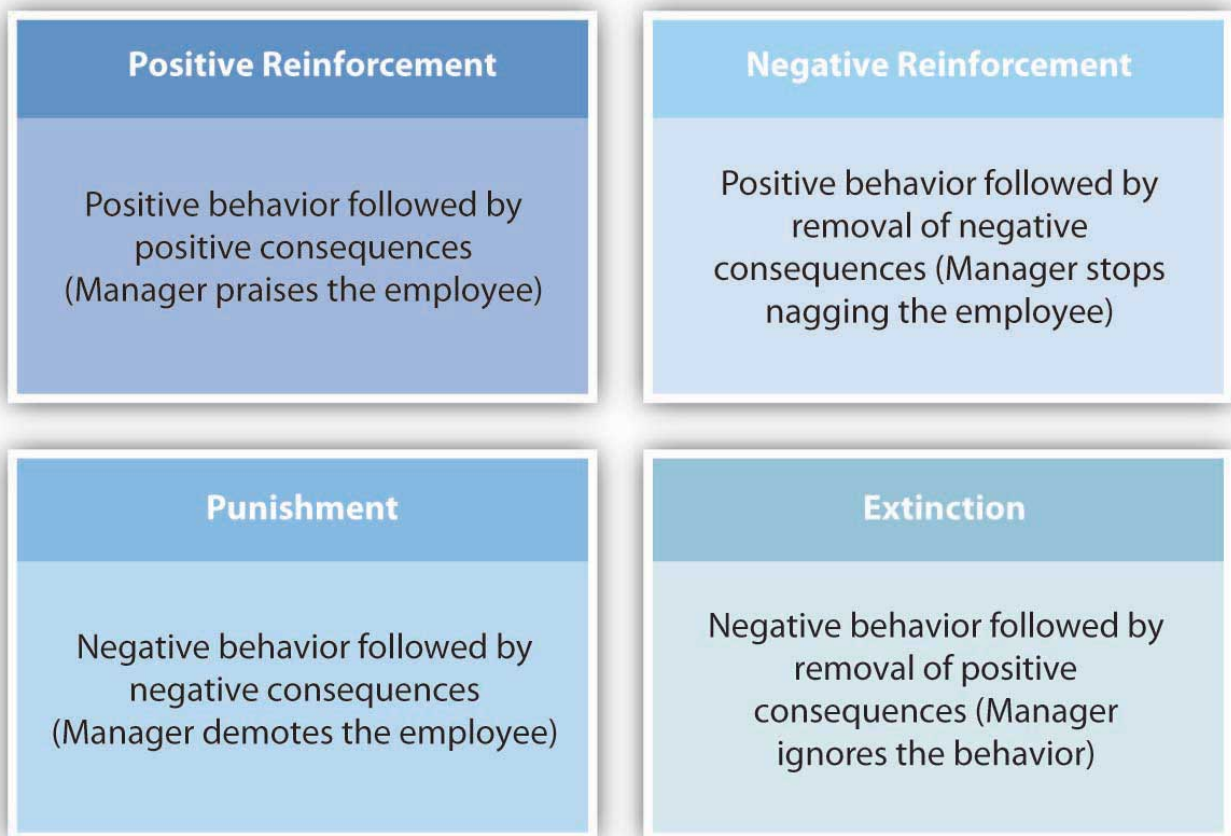 Positive Reinforcement
Positive behavior followed by
positive consequences
(Manager praises the employee)
Negative Reinforcement
Positive behavior followed by
removal of negative
consequences (Manager stops
nagging the employee)
Punishment
Negative behavior followed by
negative consequences
(Manager demotes the employee)
Extinction
Negative behavior followed by
removal of positive
consequences (Manager
ignores the behavior)